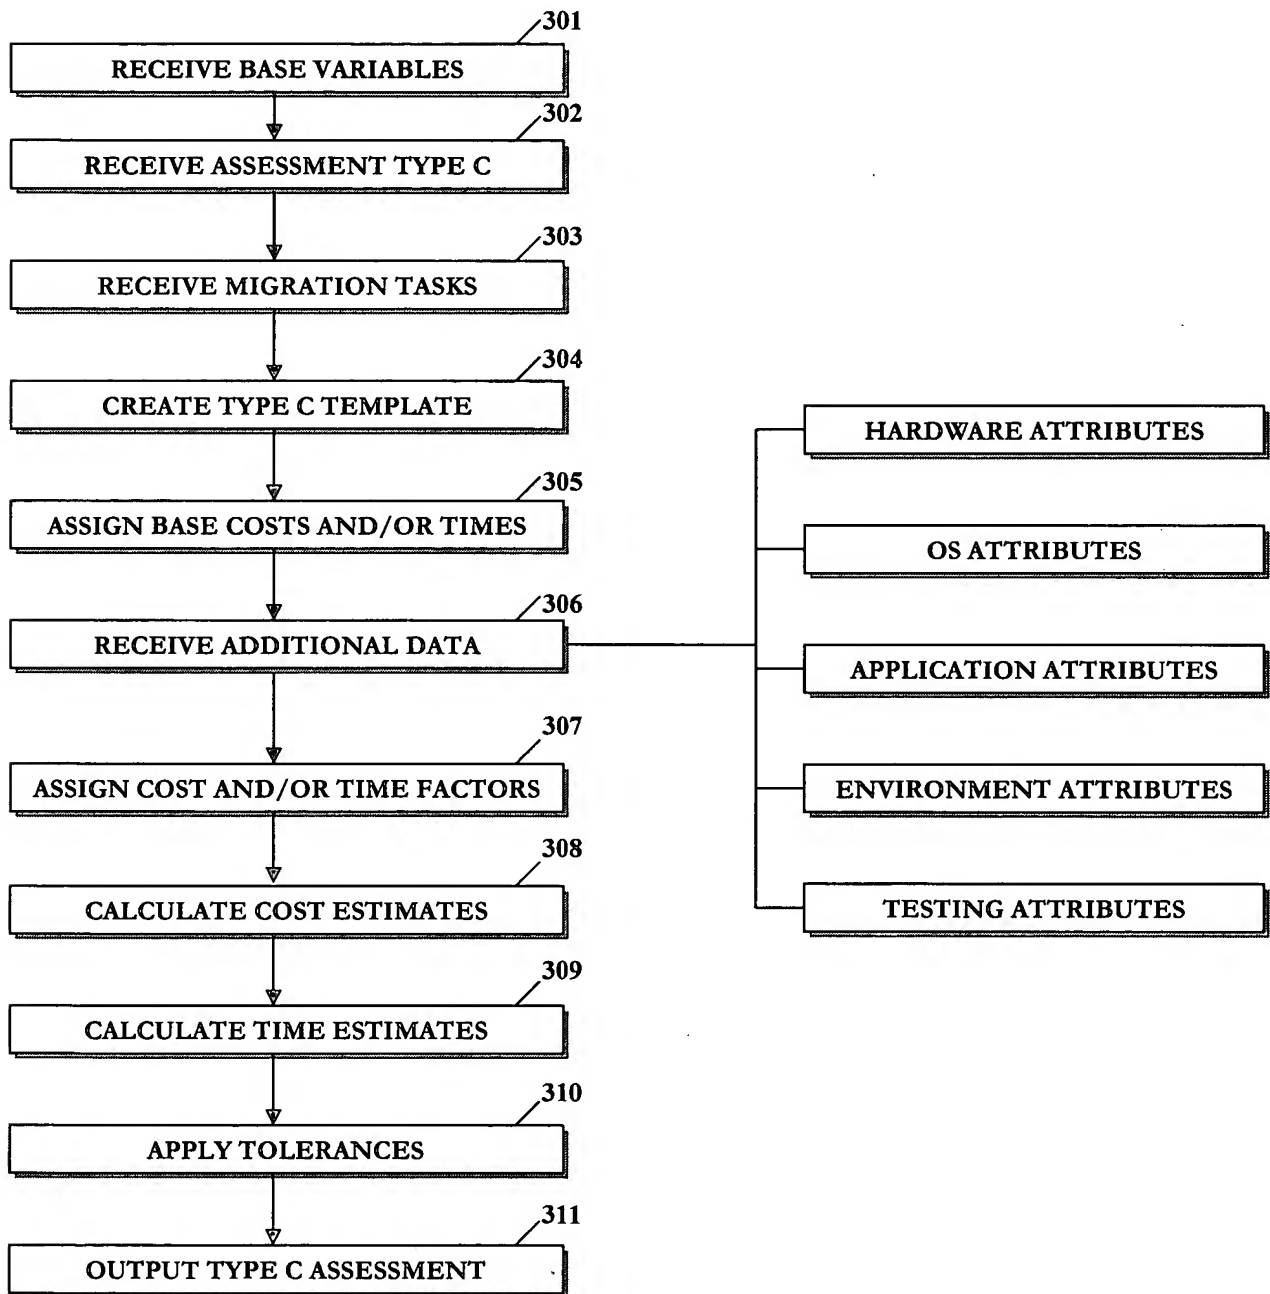 301
RECEIVE BASE VARIABLES
302
RECEIVE ASSESSMENT TYPE C
303
RECEIVE MIGRATION TASKS
304
CREATE TYPE C TEMPLATE
305
ASSIGN BASE COSTS AND/OR TIMES
306
RECEIVE ADDITIONAL DATA
307
ASSIGN COST AND/OR TIME FACTORS
308
CALCULATE COST ESTIMATES
309
CALCULATE TIME ESTIMATES
310
APPLY TOLERANCES
311
OUTPUT TYPE C ASSESSMENT
HARDWARE ATTRIBUTES
OS ATTRIBUTES
APPLICATION ATTRIBUTES
ENVIRONMENT ATTRIBUTES
TESTING ATTRIBUTES